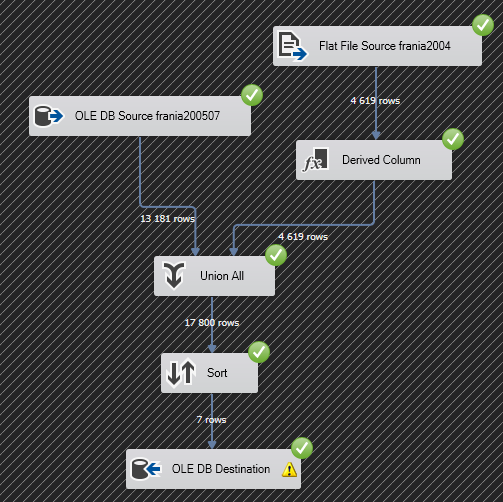 Flat File Source frania2004
4 619 rows
OLE DB Source frania200507
fx Derived Column
13 181 rows
4 619 rows
Union All
17 800 rows
Sort
7 rows
OLE DB Destination